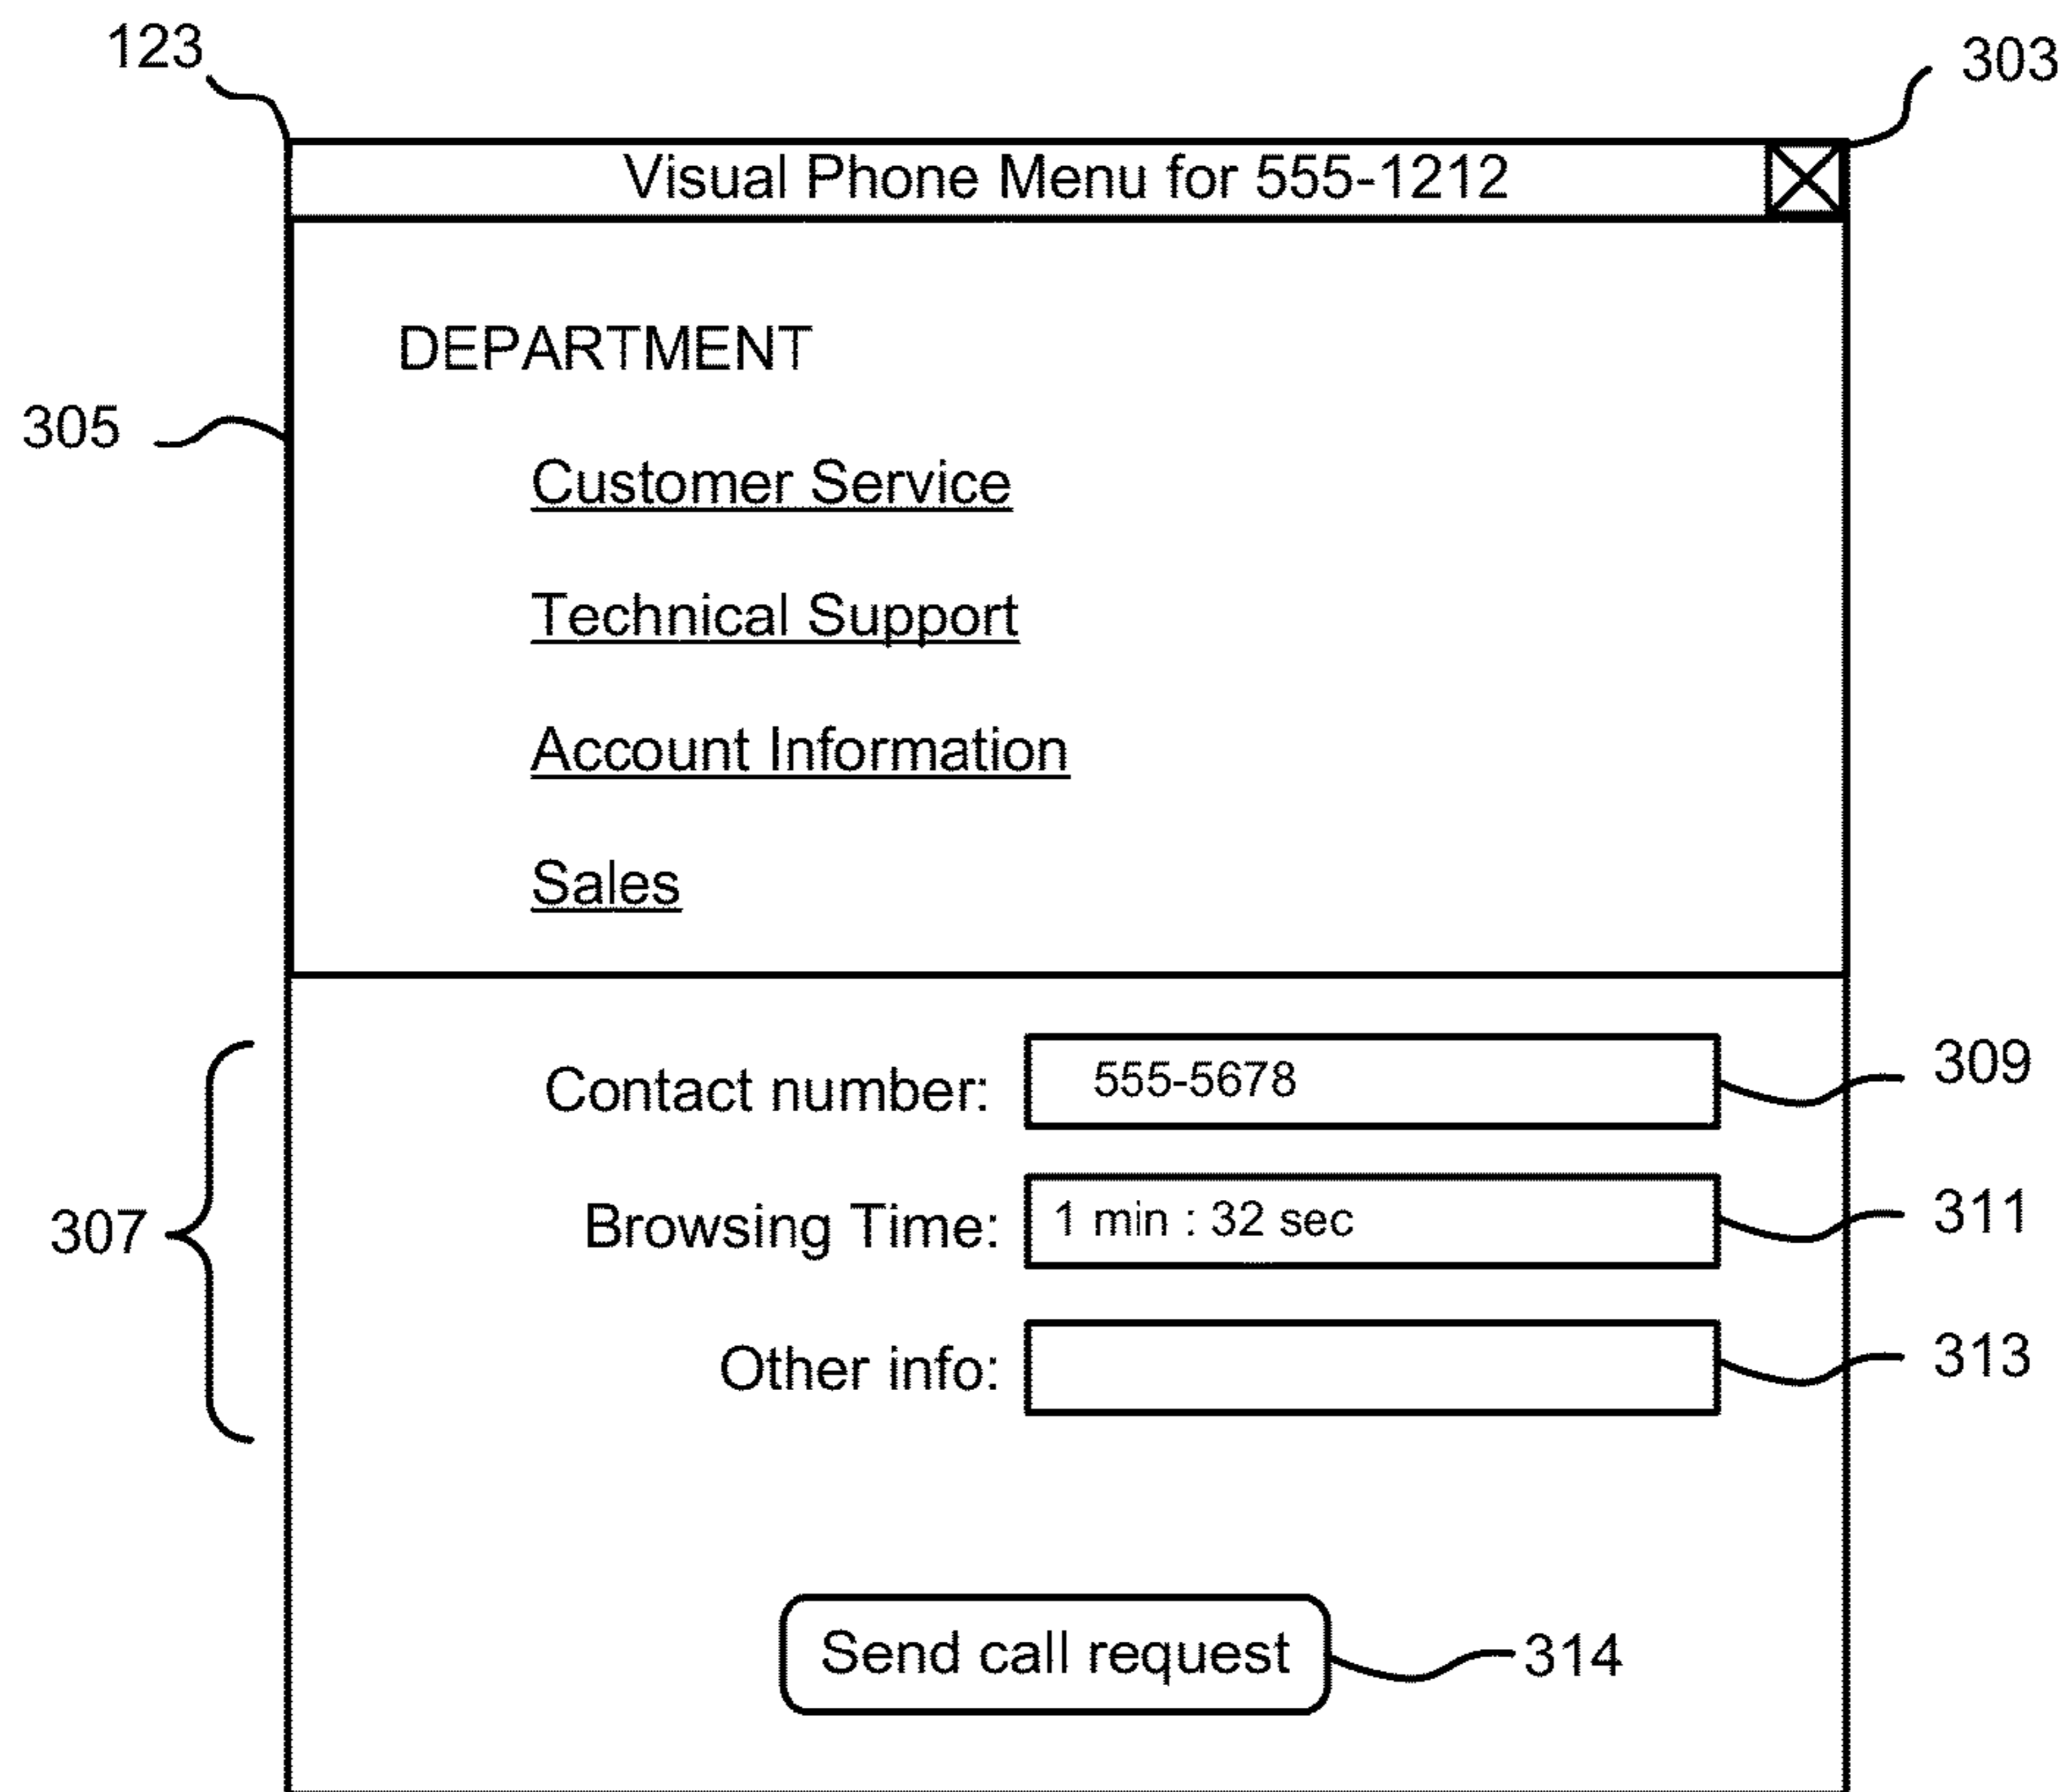 123
303
Visual Phone Menu for 555-1212
DEPARTMENT
305
Customer Service
Technical Support
Account Information
Sales
Contact number: 555-5678 309
307 Browsing Time: 1 min : 32 sec 311
Other info: 313
Send call request 314